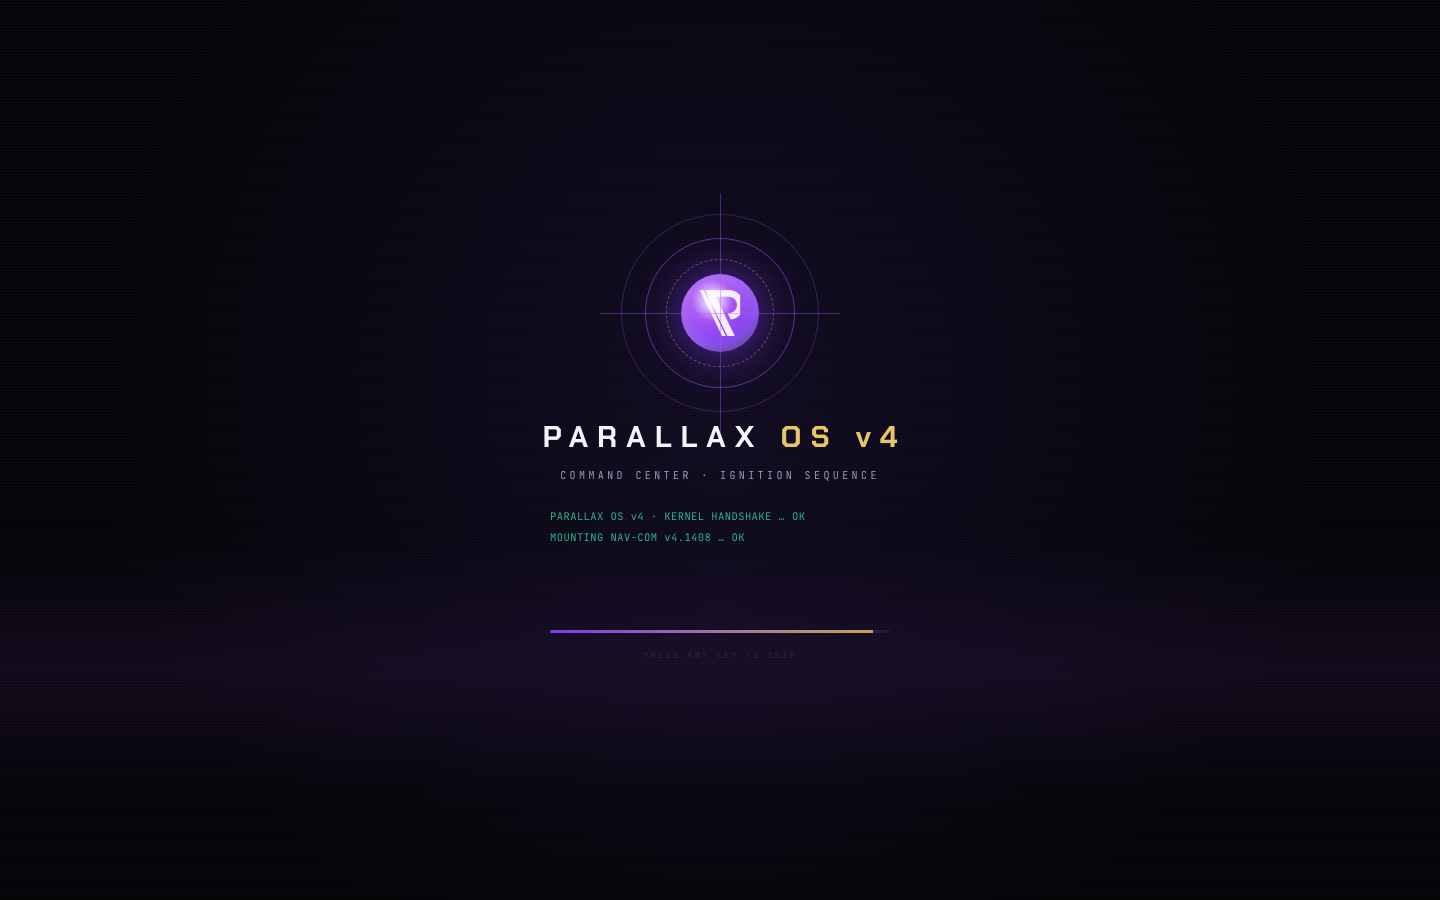 PARALLAX OS v4
COMMAND CENTER · IGNITION SEQUENCE
PARALLAX OS v4 · KERNEL HANDSHAKE … OK
MOUNTING NAV-COM v4.1408 … OK
PRESS ANY KEY TO SKIP